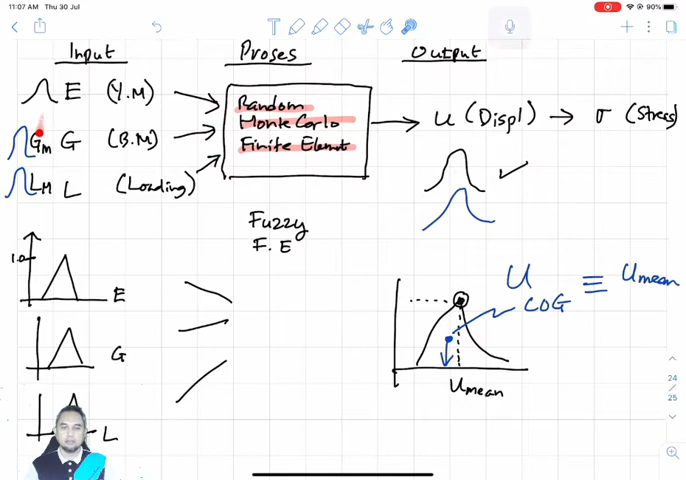 11:07 AM Thu 30 Jul
90%
Input Proses Output
E (Y.M)
Random
Monte Carlo
Finite Elemnt
U (Displ) → σ (Stress)
Gm G (B.M)
LM L (Loading)
Fuzzy
F. E
1.0
E
U ≡ Umean
COG
G
Umean
L
24
25